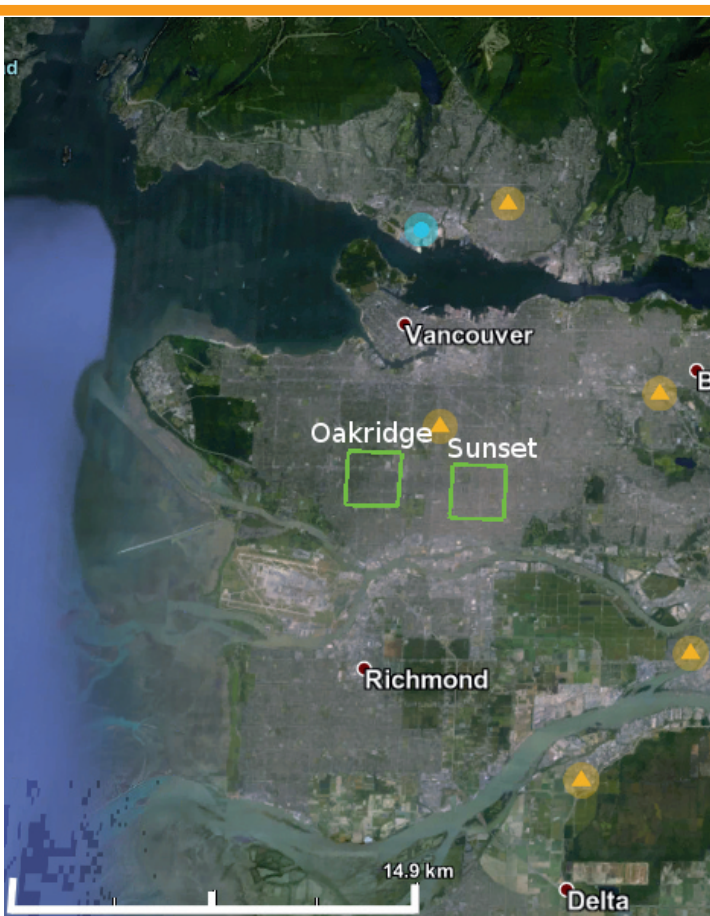 d
Vancouver
B
Oakridge
Sunset
Richmond
14.9 km
Delta